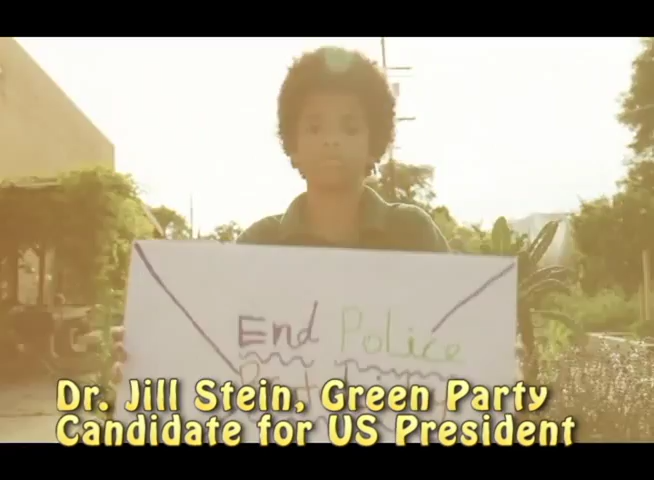 End Police
Dr. Jill Stein, Green Party
Candidate for US President